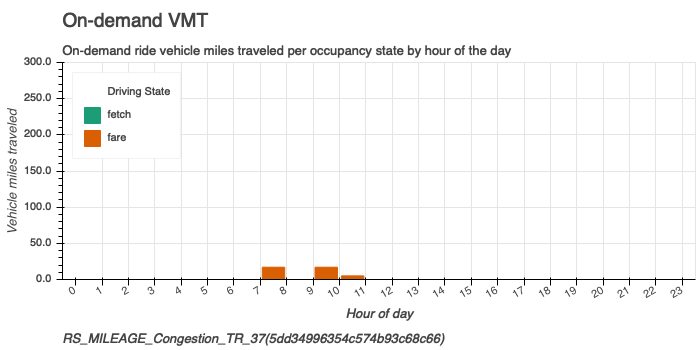 On-demand VMT
On-demand ride vehicle miles traveled per occupancy state by hour of the day
300.0
250.0
200.0
150.0
100.0
50.0
0.0
Vehicle miles traveled
Driving State
fetch
fare
0 1 2 3 4 5 6 7 8 9 10 11 12 13 14 15 16 17 18 19 20 21 22 23
Hour of day
RS_MILEAGE_Congestion_TR_37(5dd34996354c574b93c68c66)